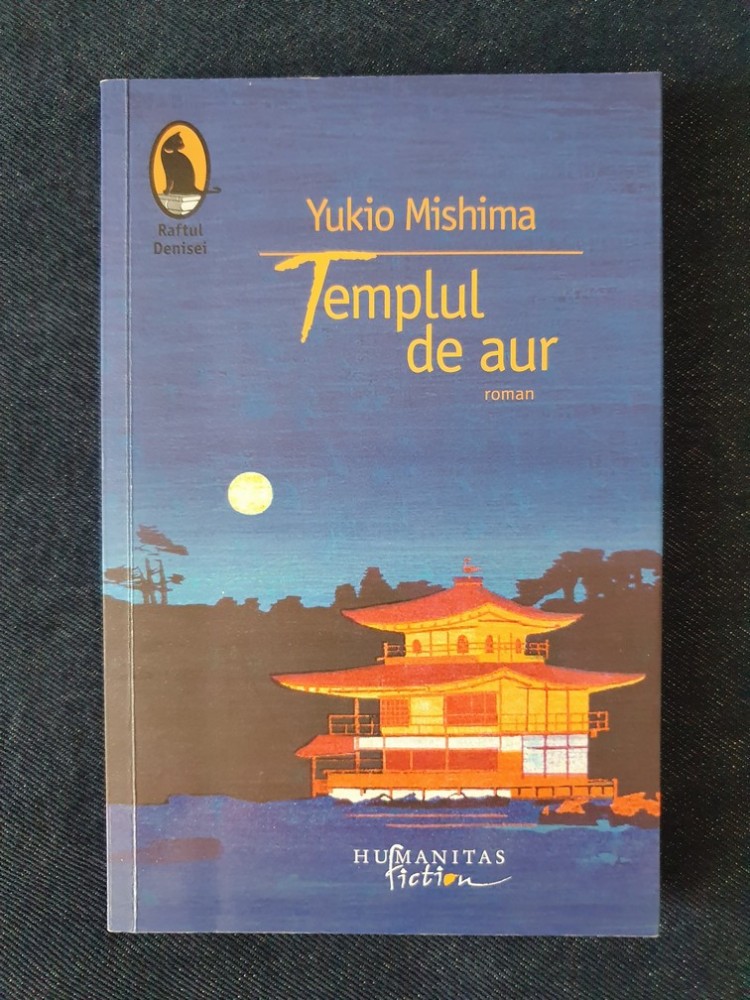 Raftul
Denisei
Yukio Mishima
Templul
de aur
roman
HUMANITAS
fiction